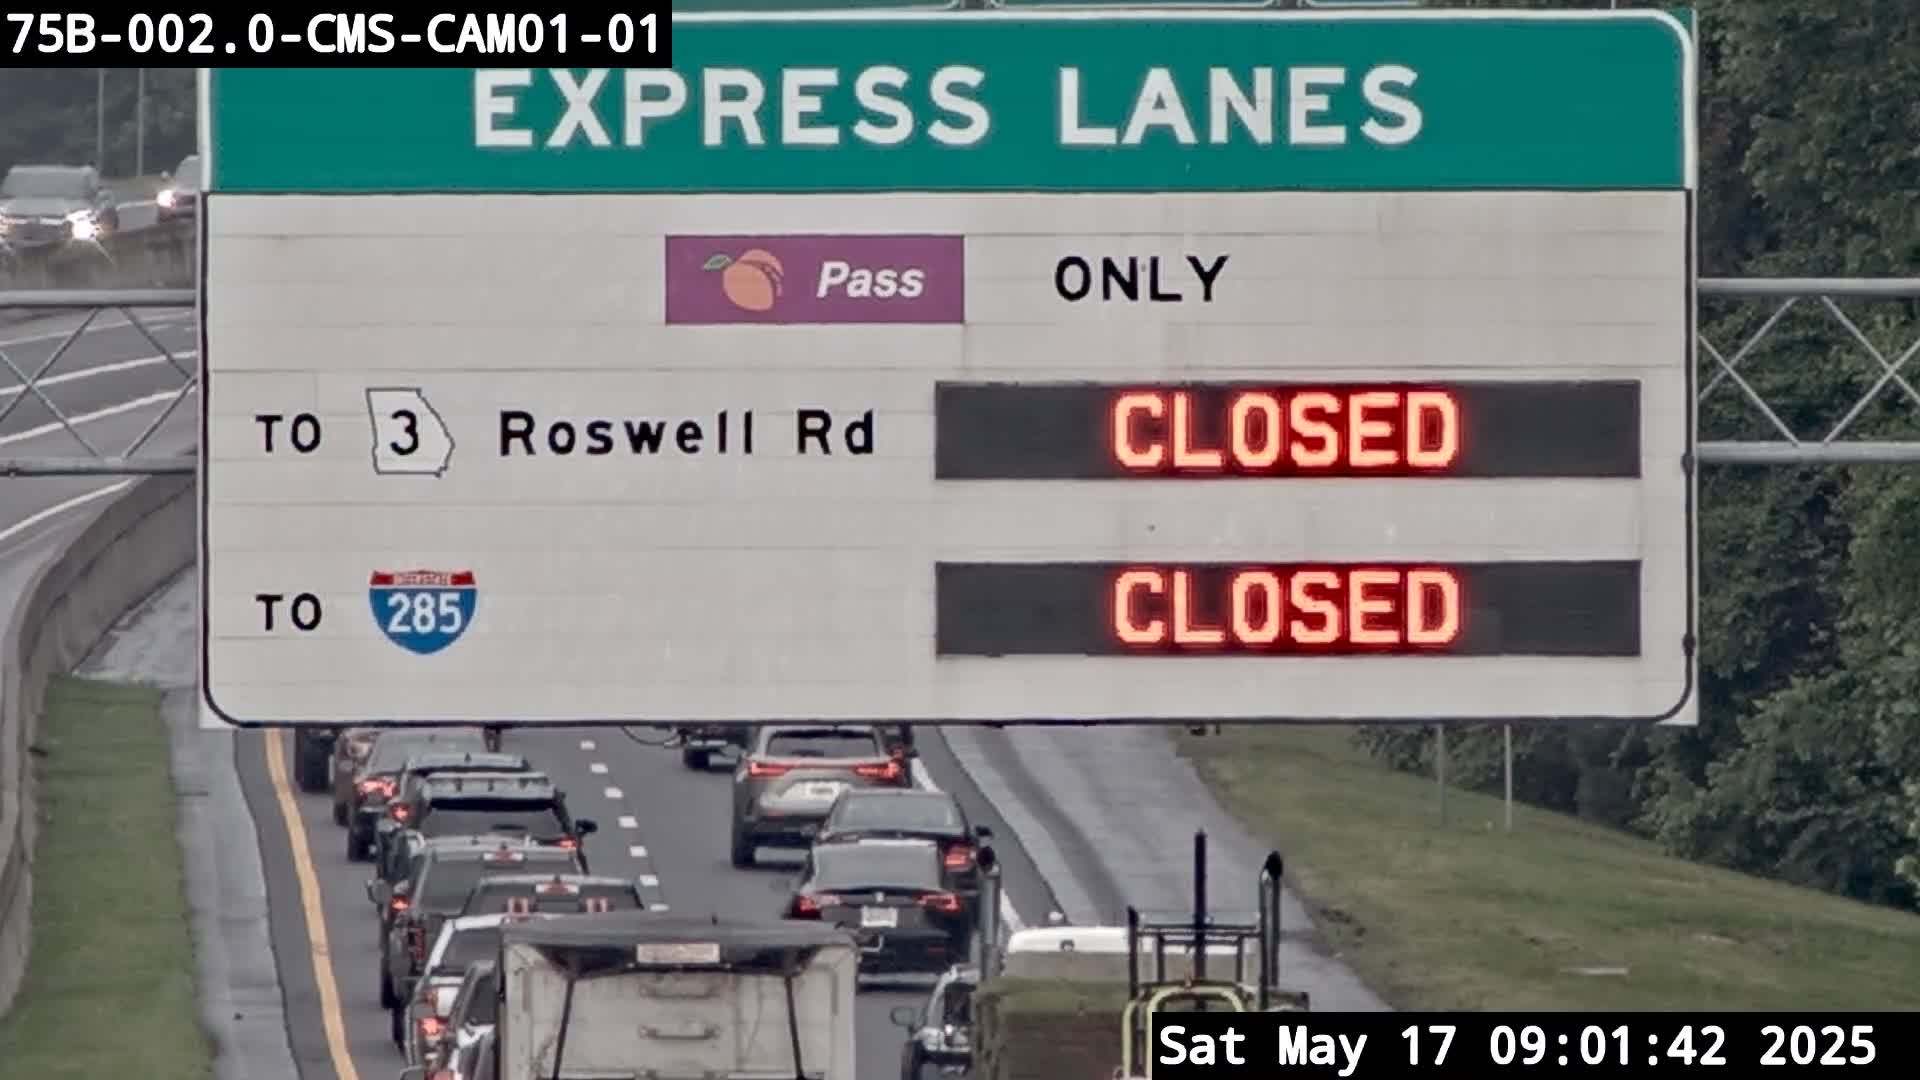 75B-002.0-CMS-CAM01-01
EXPRESS LANES
Pass ONLY
TO 3 Roswell Rd CLOSED
TO 285 CLOSED
Sat May 17 09:01:42 2025